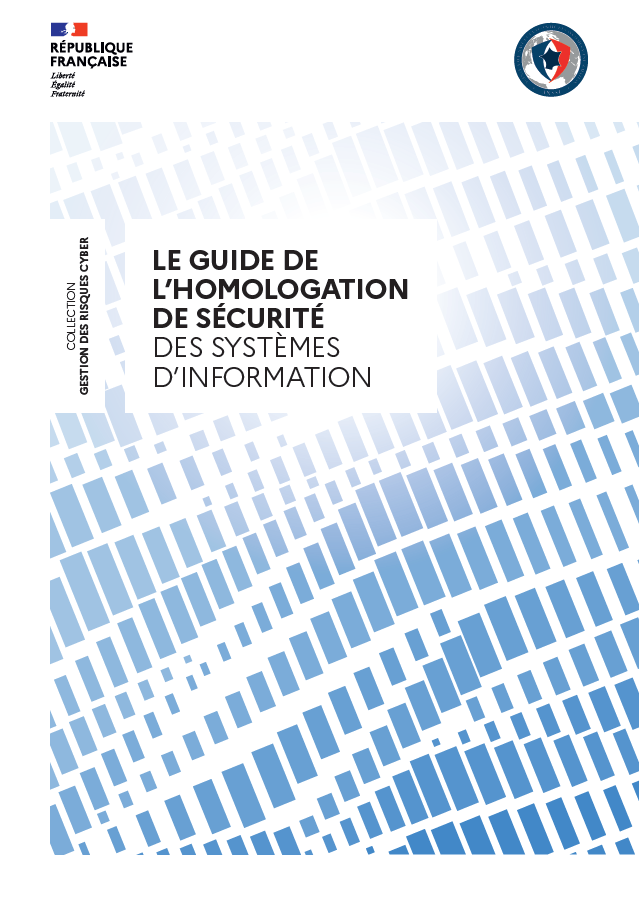 RÉPUBLIQUE
FRANÇAISE
Liberté
Égalité
Fraternité
COLLECTION
GESTION DES RISQUES CYBER
LE GUIDE DE
L'HOMOLOGATION
DE SÉCURITÉ
DES SYSTÈMES
D'INFORMATION